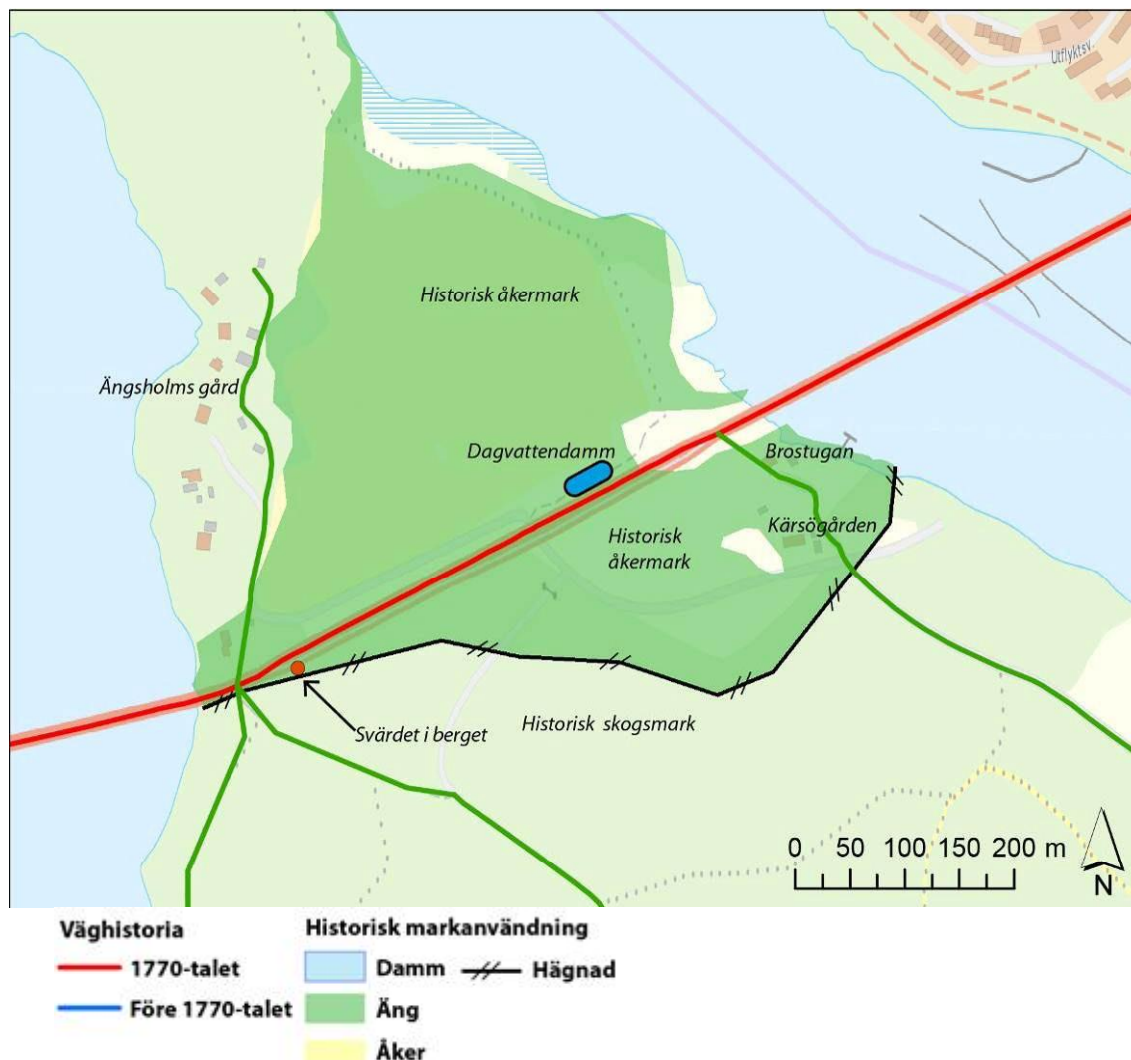 Utflyktsv.
Historisk åkermark
Ängsholms gård
Dagvattendamm
Brostugan
Kärsögården
Historisk
åkermark
Svärdet i berget
Historisk skogsmark
0 50 100 150 200 m
N
Väghistoria
1770-talet
Före 1770-talet
Historisk markanvändning
Damm
Hägnad
Äng
Åker